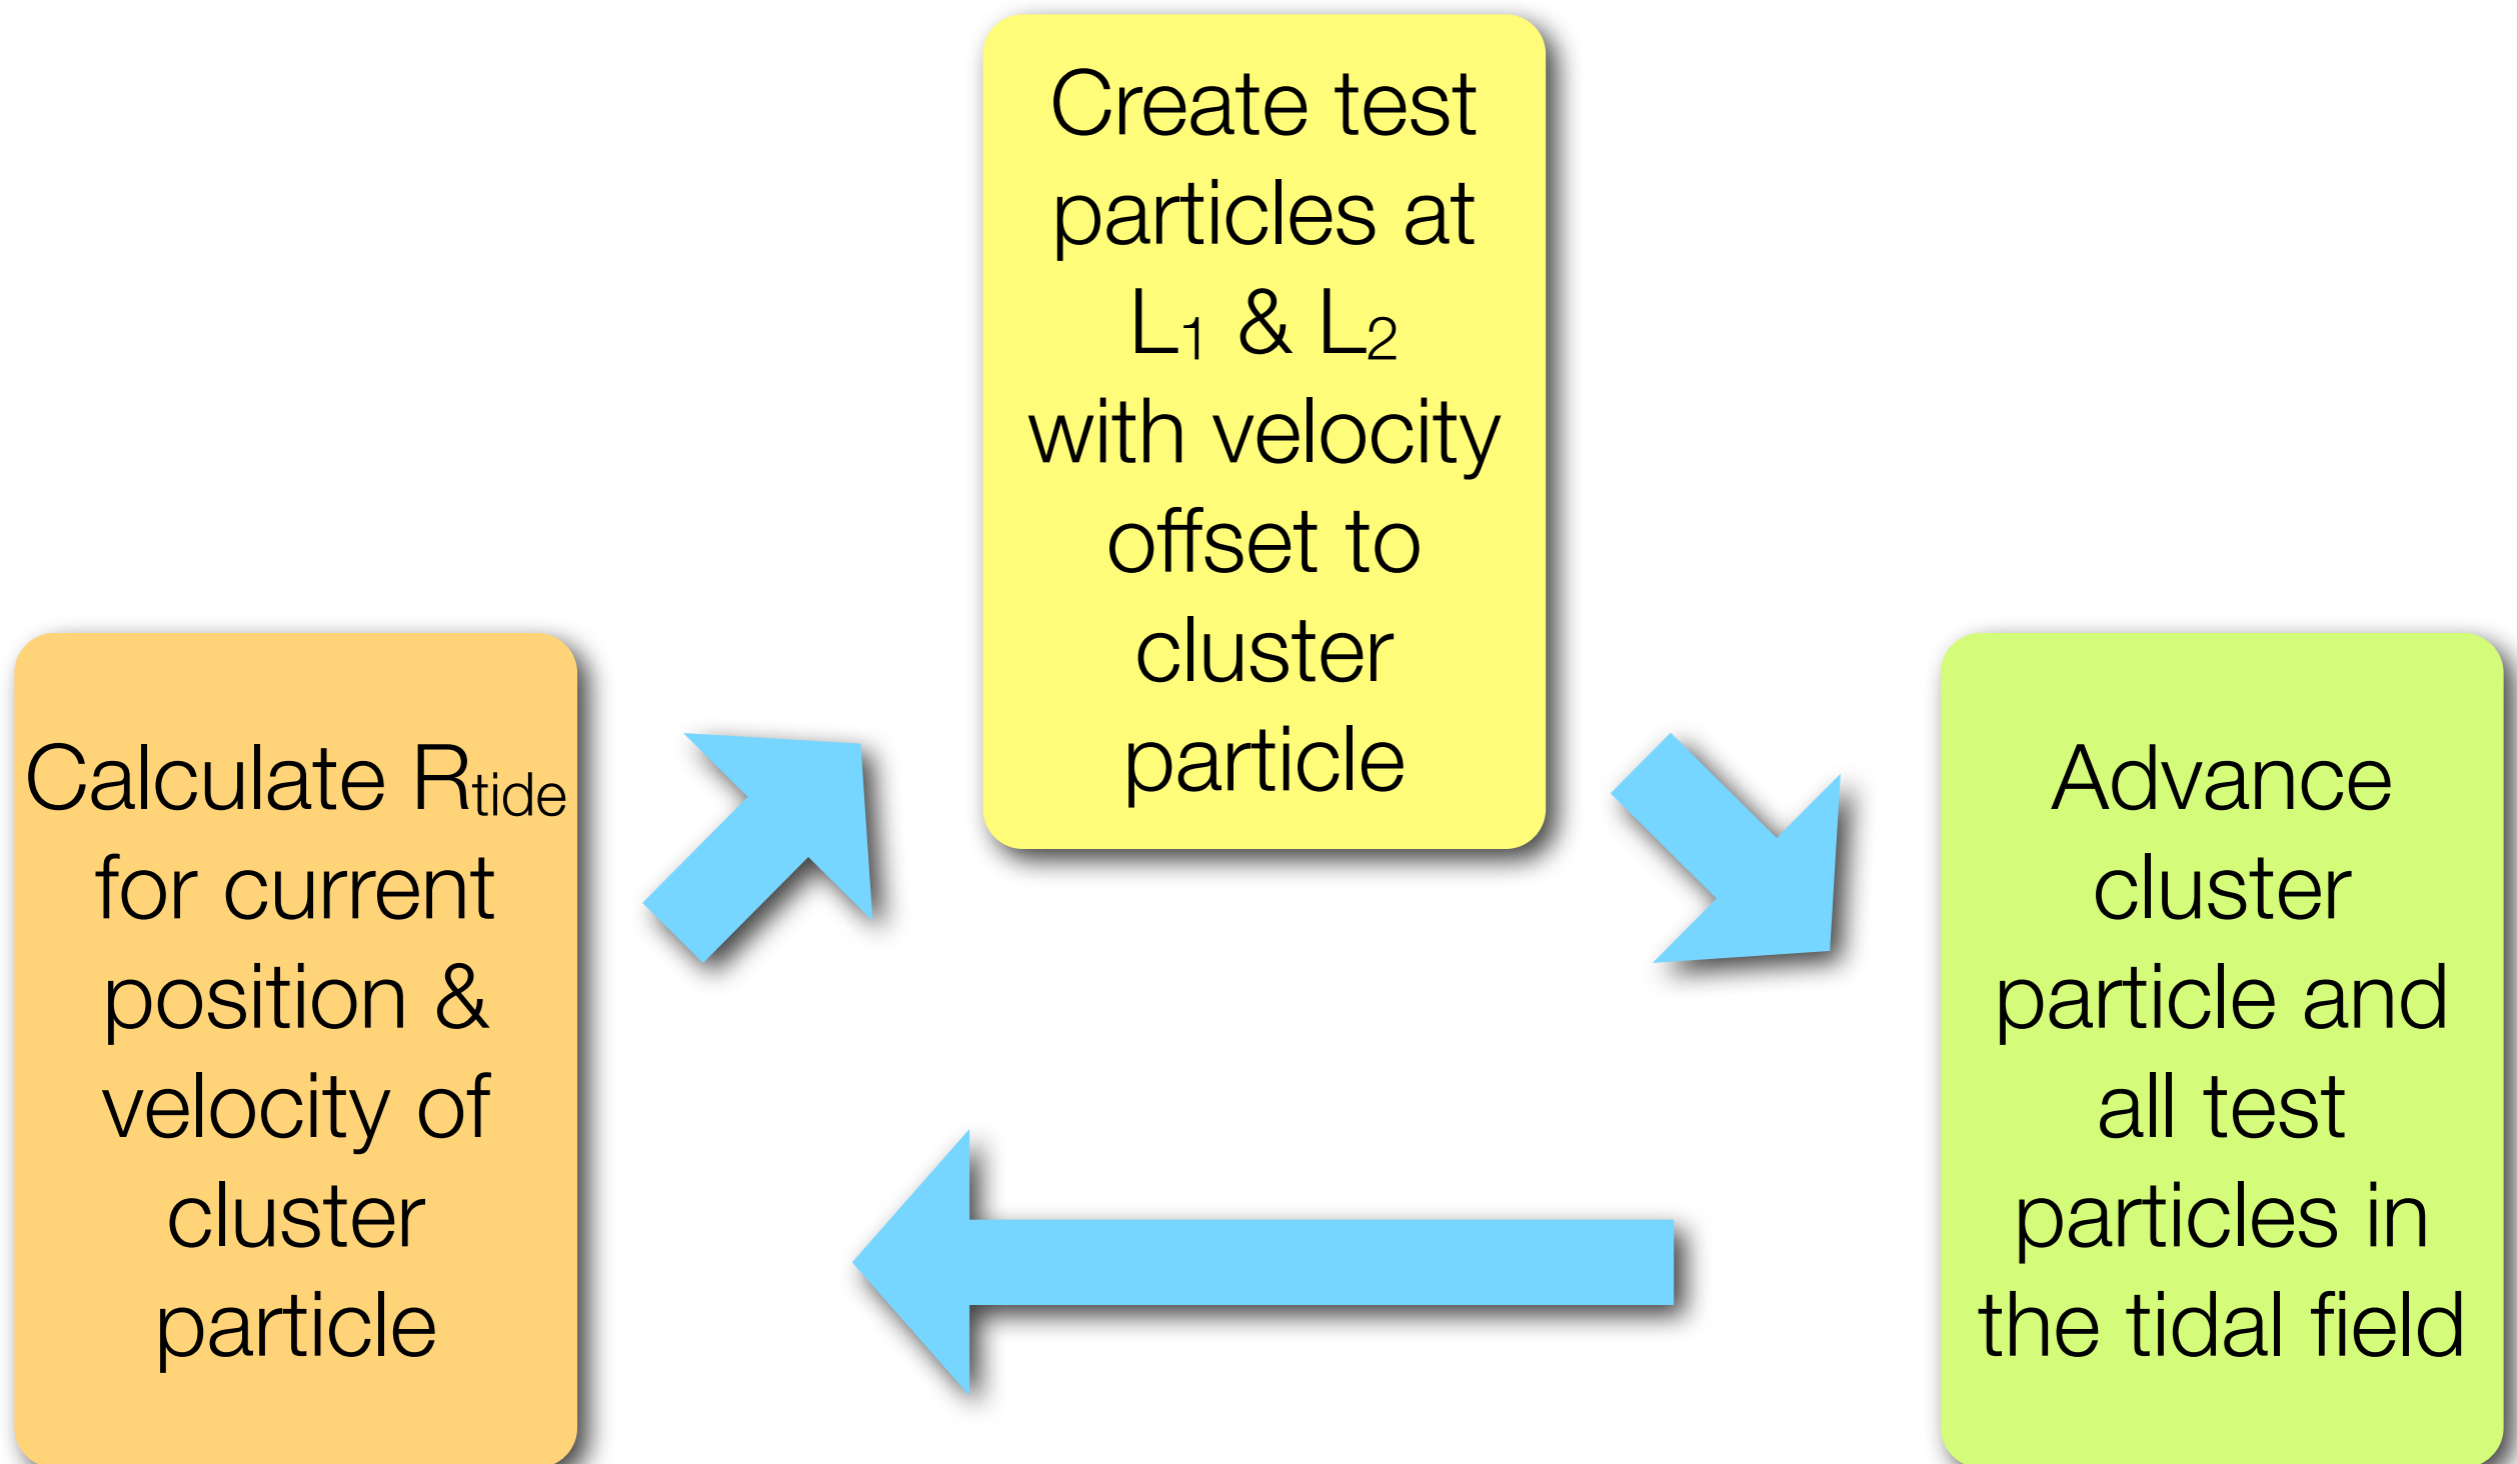 Create test
particles at
L₁ & L₂
with velocity
offset to
cluster
particle
Calculate Rtide
for current
position &
velocity of
cluster
particle
Advance
cluster
particle and
all test
particles in
the tidal field